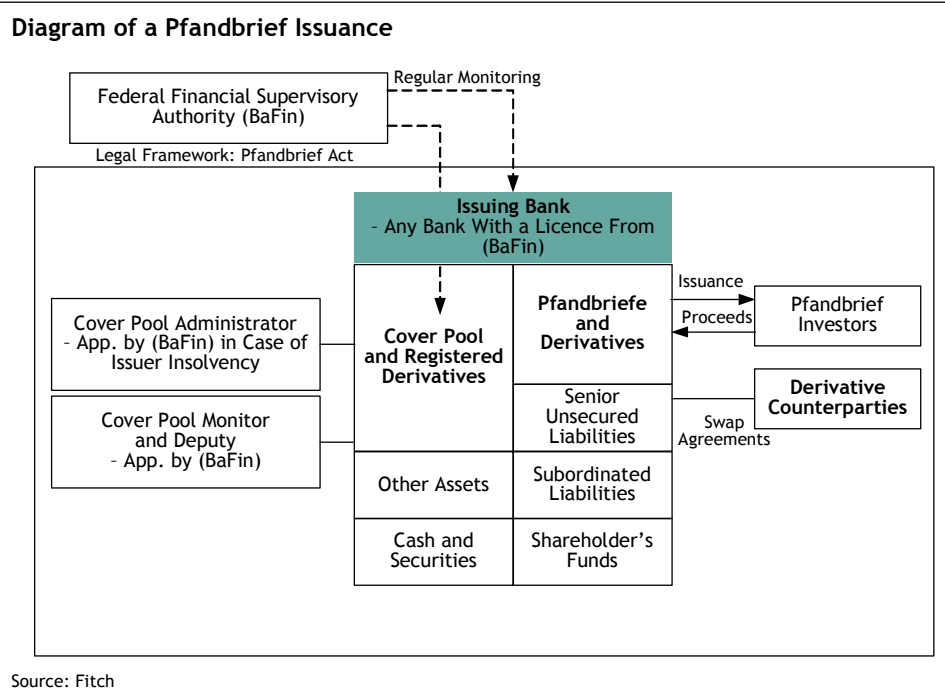 Diagram of a Pfandbrief Issuance
Regular Monitoring
Federal Financial Supervisory
Authority (BaFin)
Legal Framework: Pfandbrief Act
Issuing Bank
– Any Bank With a Licence From
(BaFin)
Cover Pool Administrator
– App. by (BaFin) in Case of
Issuer Insolvency
Cover Pool Monitor
and Deputy
– App. by (BaFin)
Cover Pool
and Registered
Derivatives
Other Assets
Cash and
Securities
Pfandbriefe
and
Derivatives
Senior
Unsecured
Liabilities
Subordinated
Liabilities
Shareholder’s
Funds
Issuance
Proceeds
Pfandbrief
Investors
Derivative
Counterparties
Swap
Agreements
Source: Fitch